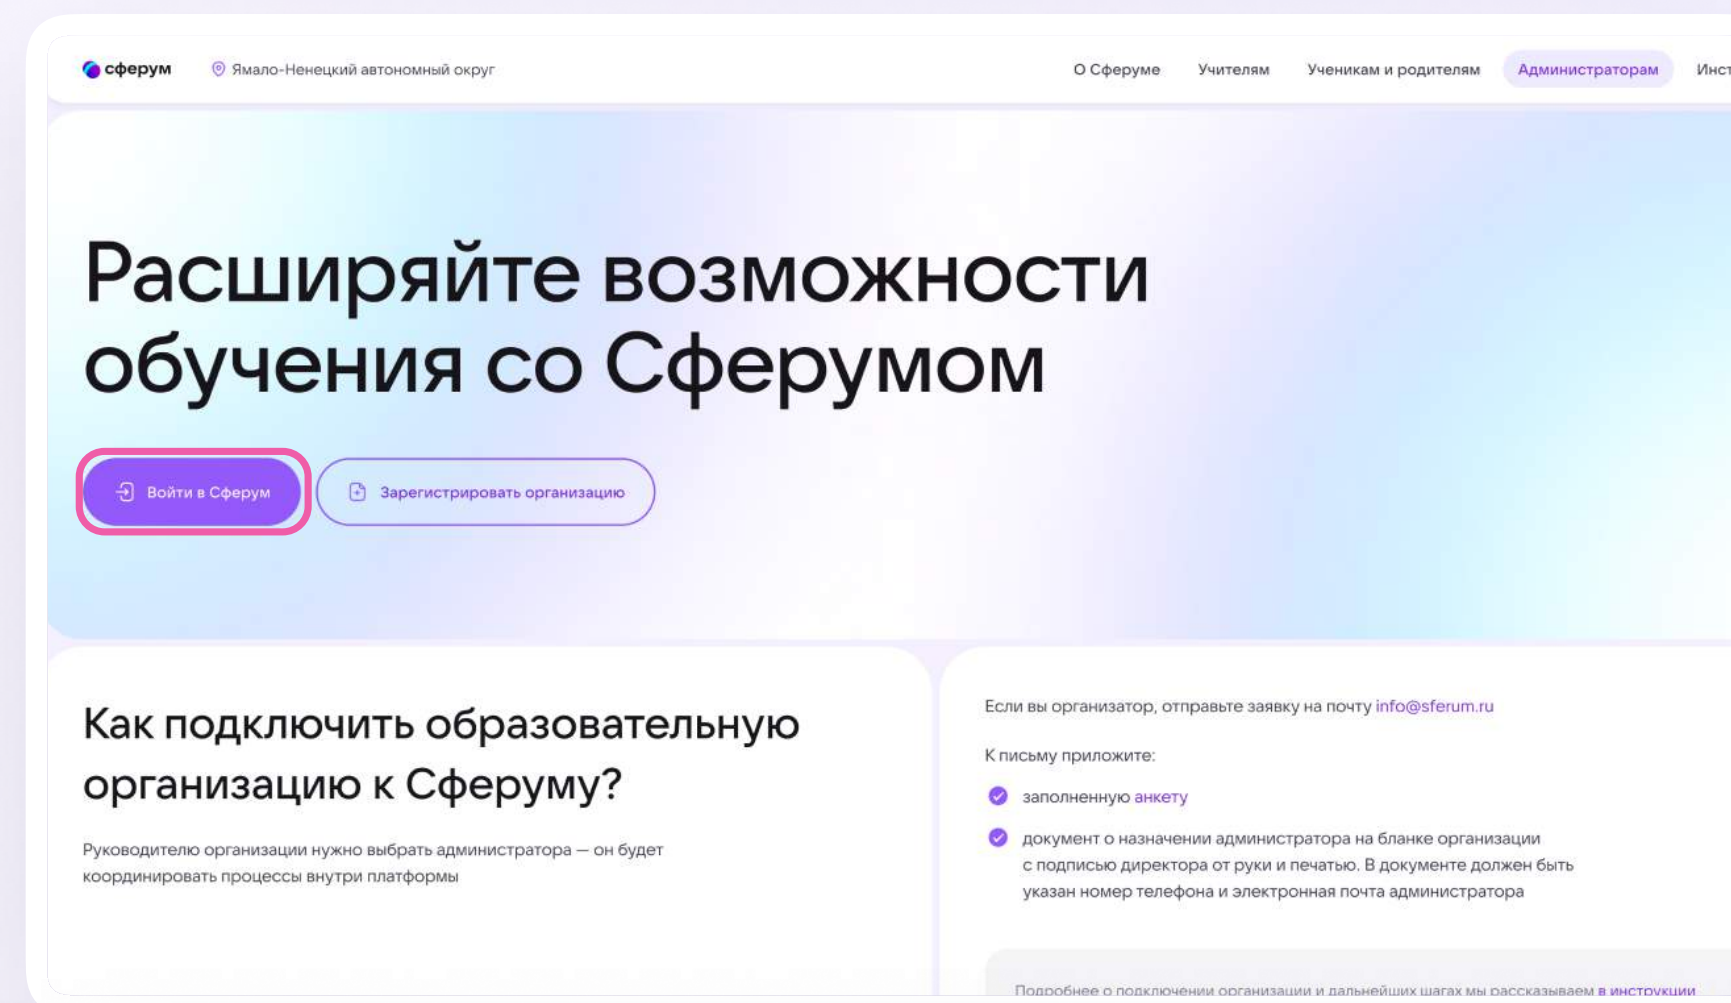 сферум
Ямало-Ненецкий автономный округ
О Сферуме
Учителям
Ученикам и родителям
Администраторам
Расширяйте возможности
обучения со Сферумом
Войти в Сферум
Зарегистрировать организацию
Как подключить образовательную
организацию к Сферуму?
Руководителю организации нужно выбрать администратора — он будет
координировать процессы внутри платформы
Если вы организатор, отправьте заявку на почту info@sferum.ru
К письму приложите:
заполненную анкету
документ о назначении администратора на бланке организации
с подписью директора от руки и печатью. В документе должен быть
указан номер телефона и электронная почта администратора
Подробнее о подключении организации и дальнейших шагах мы рассказываем в инструкции